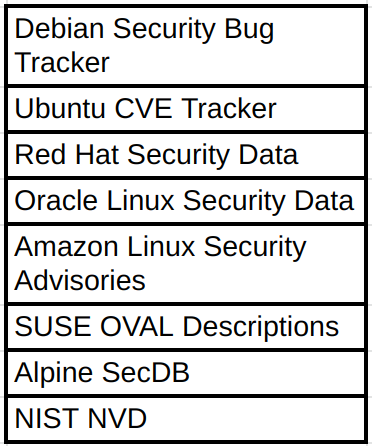 Debian Security Bug
Tracker
Ubuntu CVE Tracker
Red Hat Security Data
Oracle Linux Security Data
Amazon Linux Security
Advisories
SUSE OVAL Descriptions
Alpine SecDB
NIST NVD